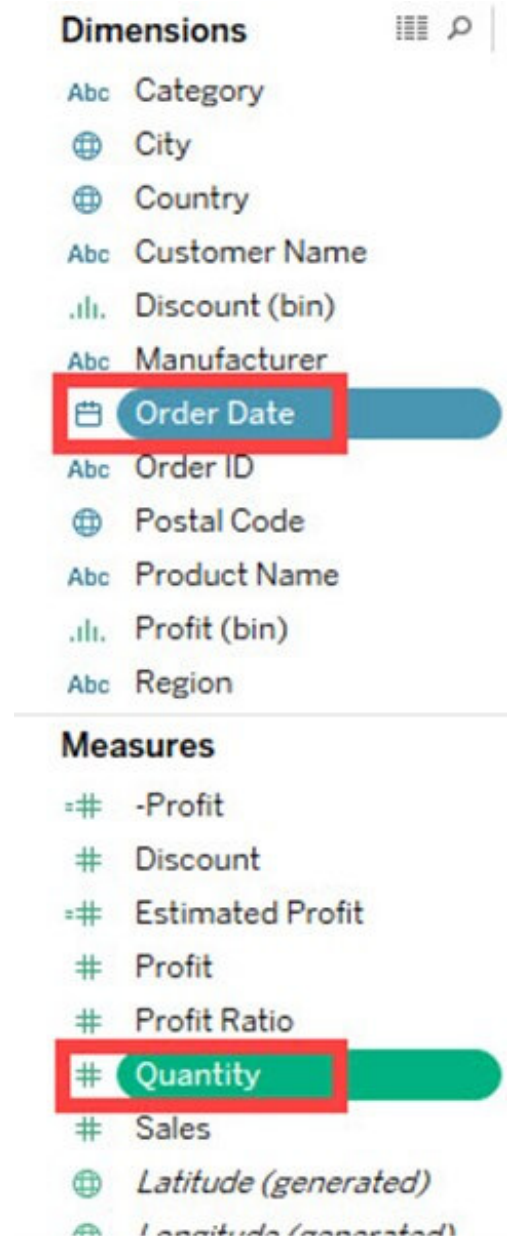 Dimensions
Abc Category
City
Country
Abc Customer Name
Discount (bin)
Abc Manufacturer
Order Date
Abc Order ID
Postal Code
Abc Product Name
Profit (bin)
Abc Region
Measures
=# -Profit
# Discount
=# Estimated Profit
# Profit
# Profit Ratio
# Quantity
# Sales
Latitude (generated)
Longitude (generated)